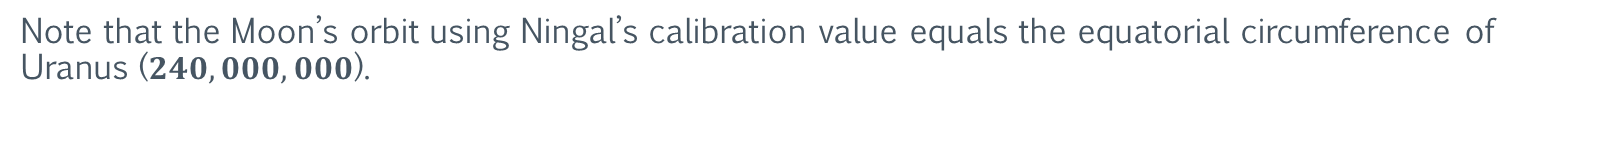 Note that the Moon’s orbit using Ningal’s calibration value equals the equatorial circumference of
Uranus (240, 000, 000).